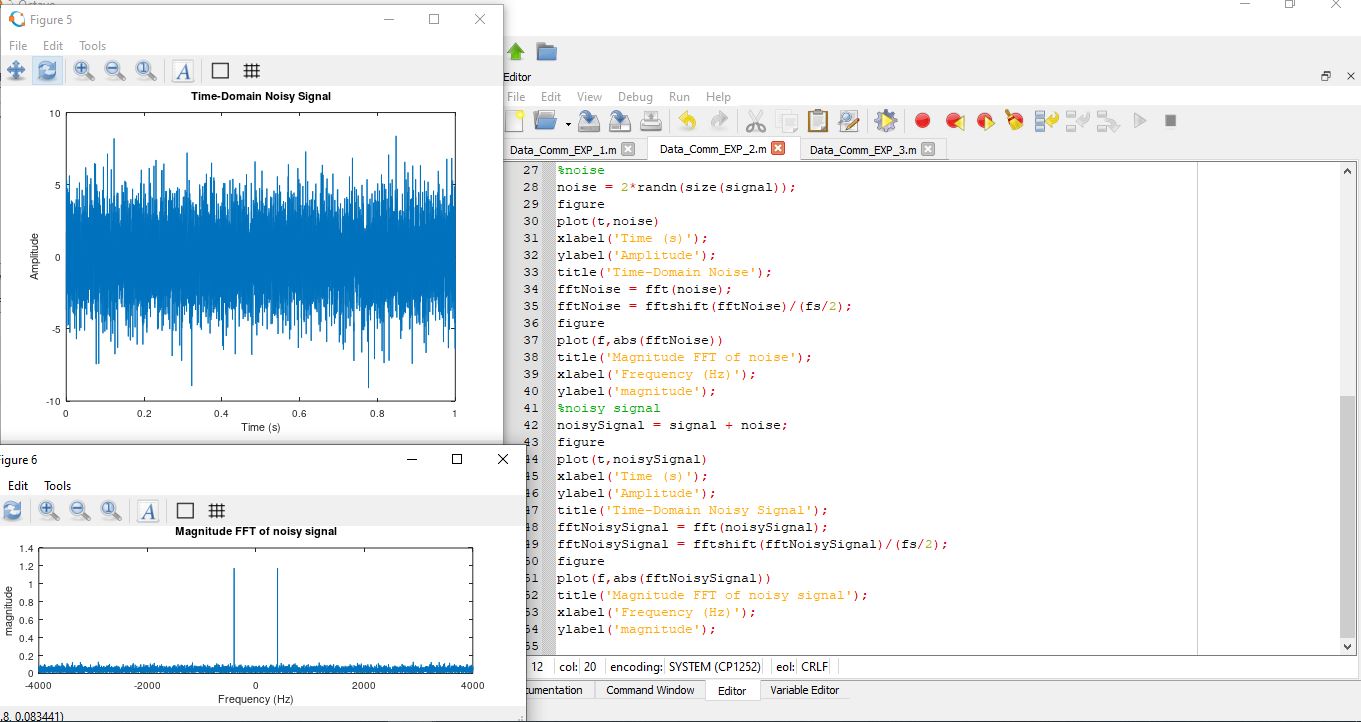 Figure 5
File Edit Tools
Time-Domain Noisy Signal
10
5
0
-5
-10
Amplitude
0 0.2 0.4 0.6 0.8 1
Time (s)
igure 6
Edit Tools
Magnitude FFT of noisy signal
1.4
1.2
1
0.8
0.6
0.4
0.2
0
magnitude
-4000 -2000 0 2000 4000
Frequency (Hz)
.8, 0.083441)
Editor
File Edit View Debug Run Help
Data_Comm_EXP_1.m Data_Comm_EXP_2.m Data_Comm_EXP_3.m
27 %noise
28 noise = 2*randn(size(signal));
29 figure
30 plot(t,noise)
31 xlabel('Time (s)');
32 ylabel('Amplitude');
33 title('Time-Domain Noise');
34 fftNoise = fft(noise);
35 fftNoise = fftshift(fftNoise)/(fs/2);
36 figure
37 plot(f,abs(fftNoise))
38 title('Magnitude FFT of noise');
39 xlabel('Frequency (Hz)');
40 ylabel('magnitude');
41 %noisy signal
42 noisySignal = signal + noise;
43 figure
44 plot(t,noisySignal)
45 xlabel('Time (s)');
46 ylabel('Amplitude');
47 title('Time-Domain Noisy Signal');
48 fftNoisySignal = fft(noisySignal);
49 fftNoisySignal = fftshift(fftNoisySignal)/(fs/2);
50 figure
51 plot(f,abs(fftNoisySignal))
52 title('Magnitude FFT of noisy signal');
53 xlabel('Frequency (Hz)');
54 ylabel('magnitude');
55
12 col: 20 encoding: SYSTEM (CP1252) eol: CRLF
umentation Command Window Editor Variable Editor